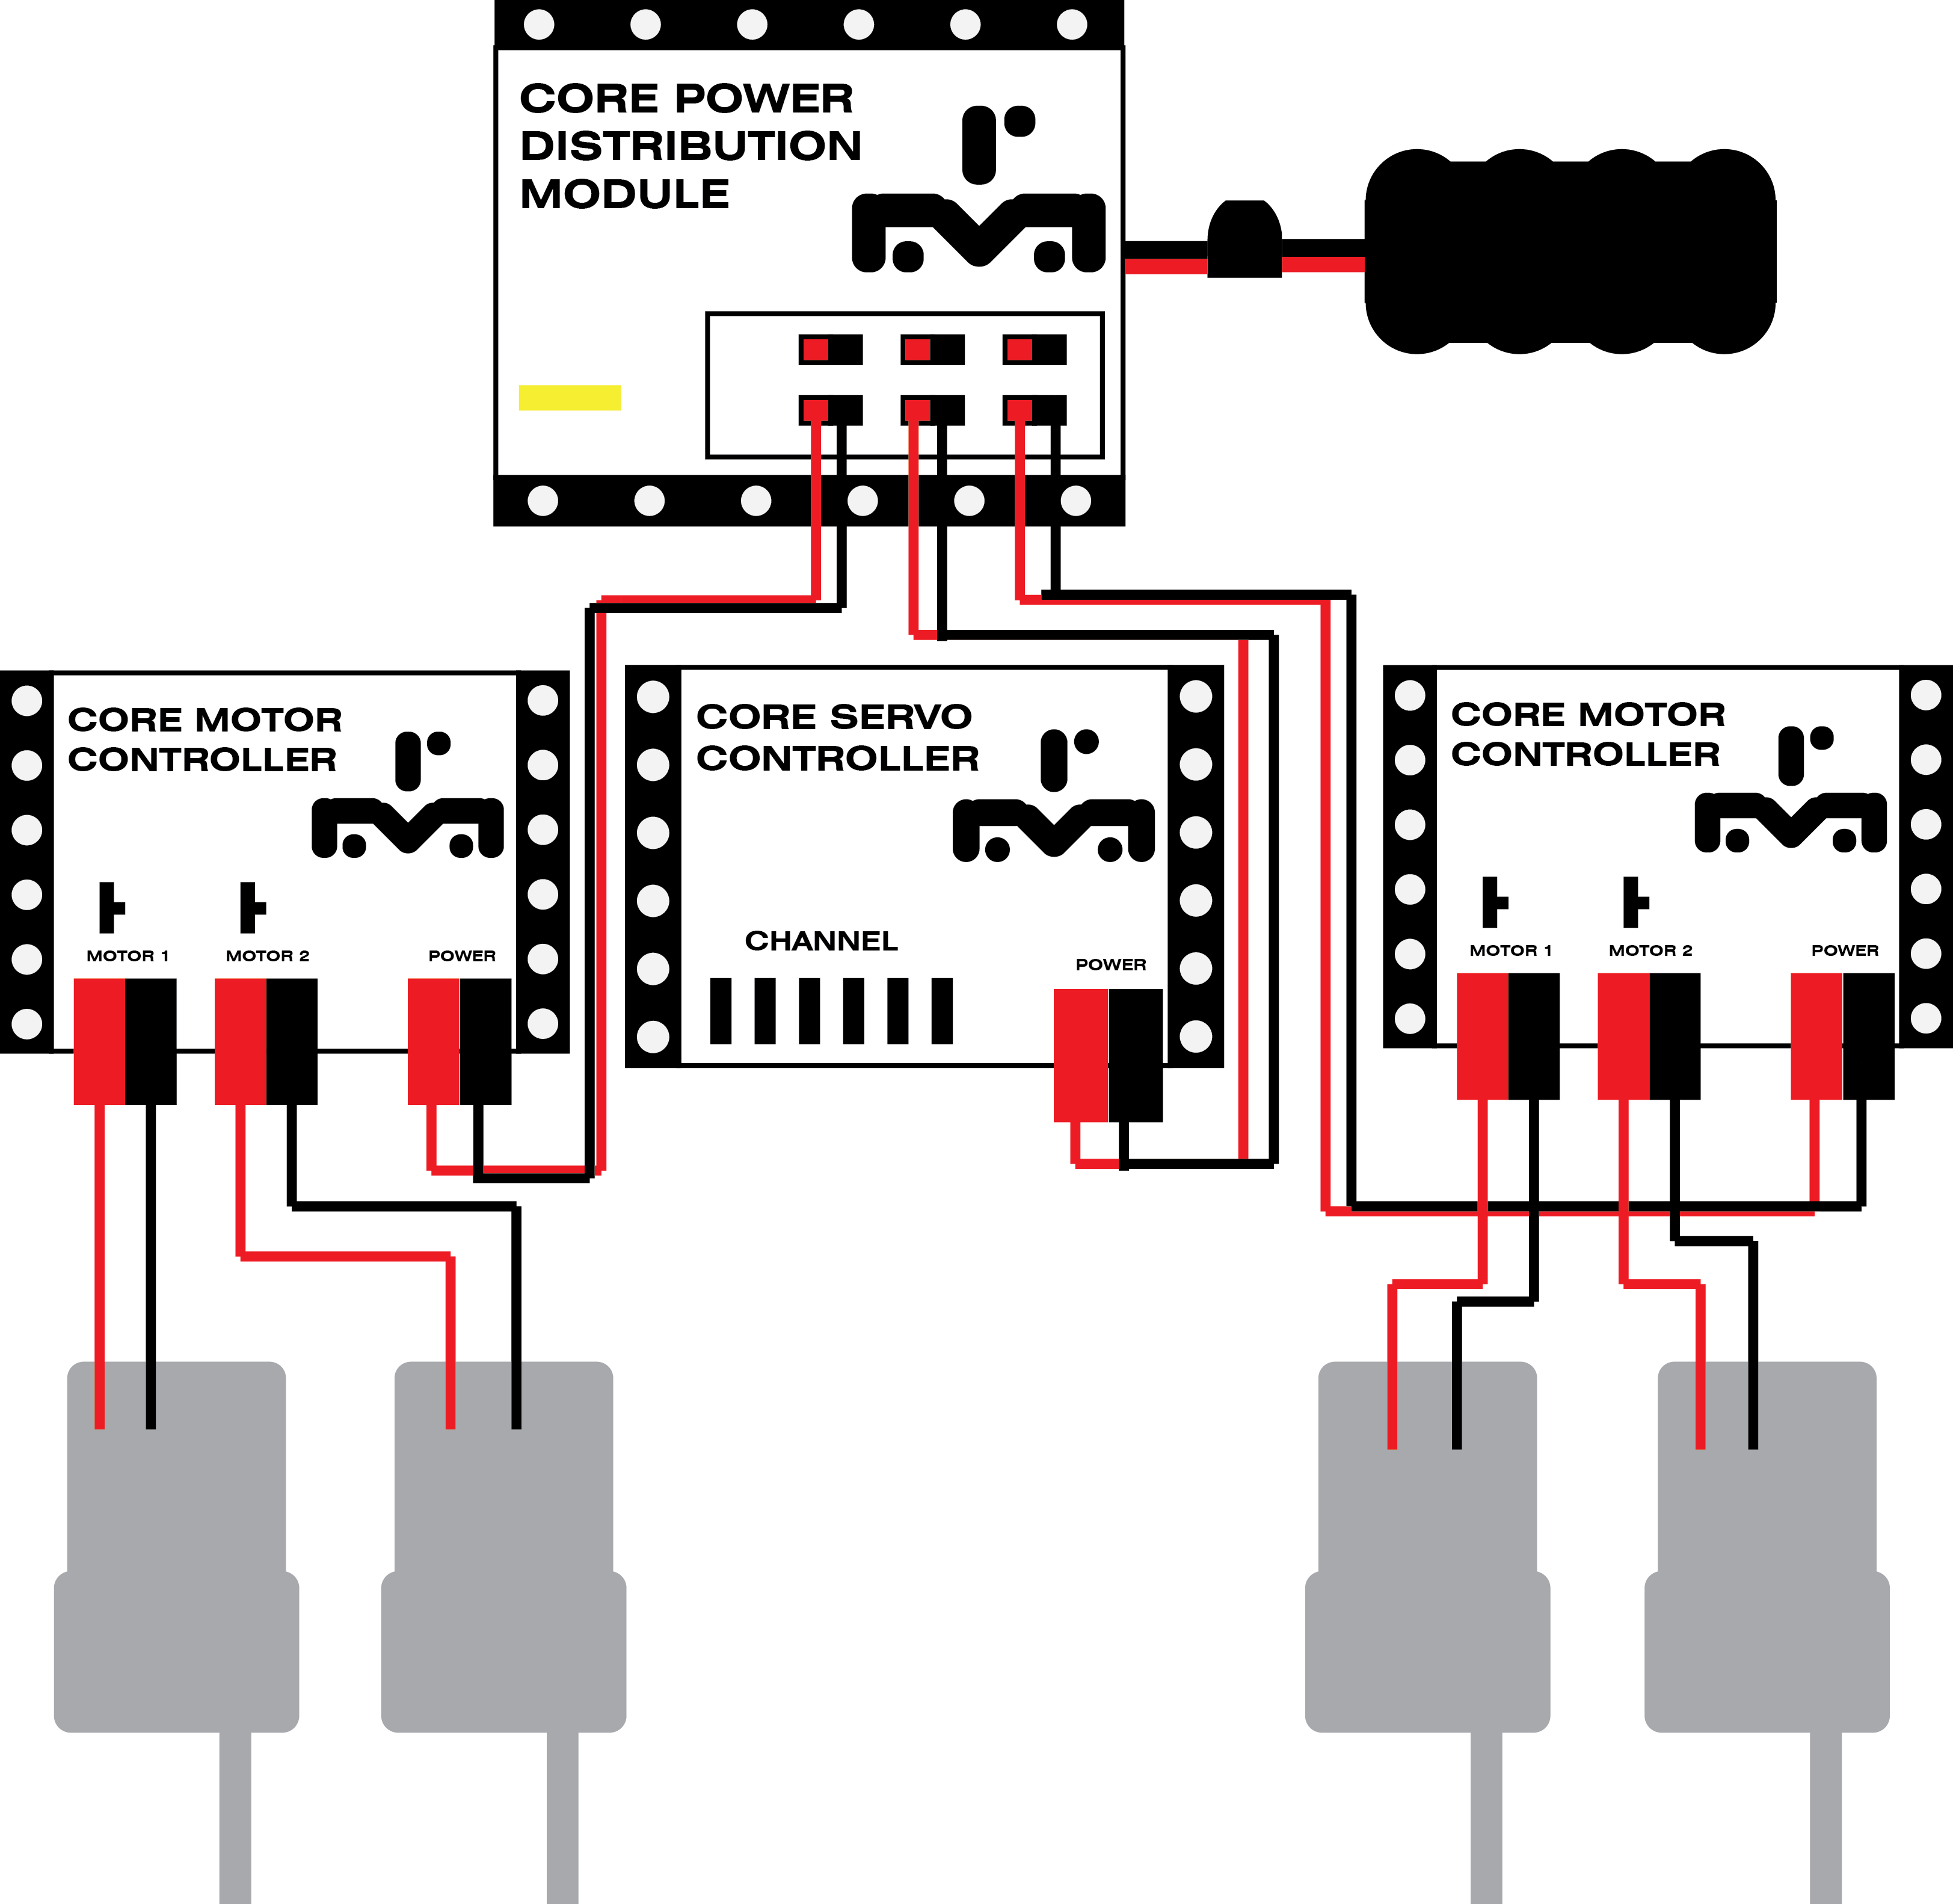 CORE POWER
DISTRIBUTION
MODULE
CORE MOTOR
CONTROLLER
MOTOR 1
MOTOR 2
POWER
CORE SERVO
CONTROLLER
CHANNEL
POWER
CORE MOTOR
CONTROLLER
MOTOR 1
MOTOR 2
POWER